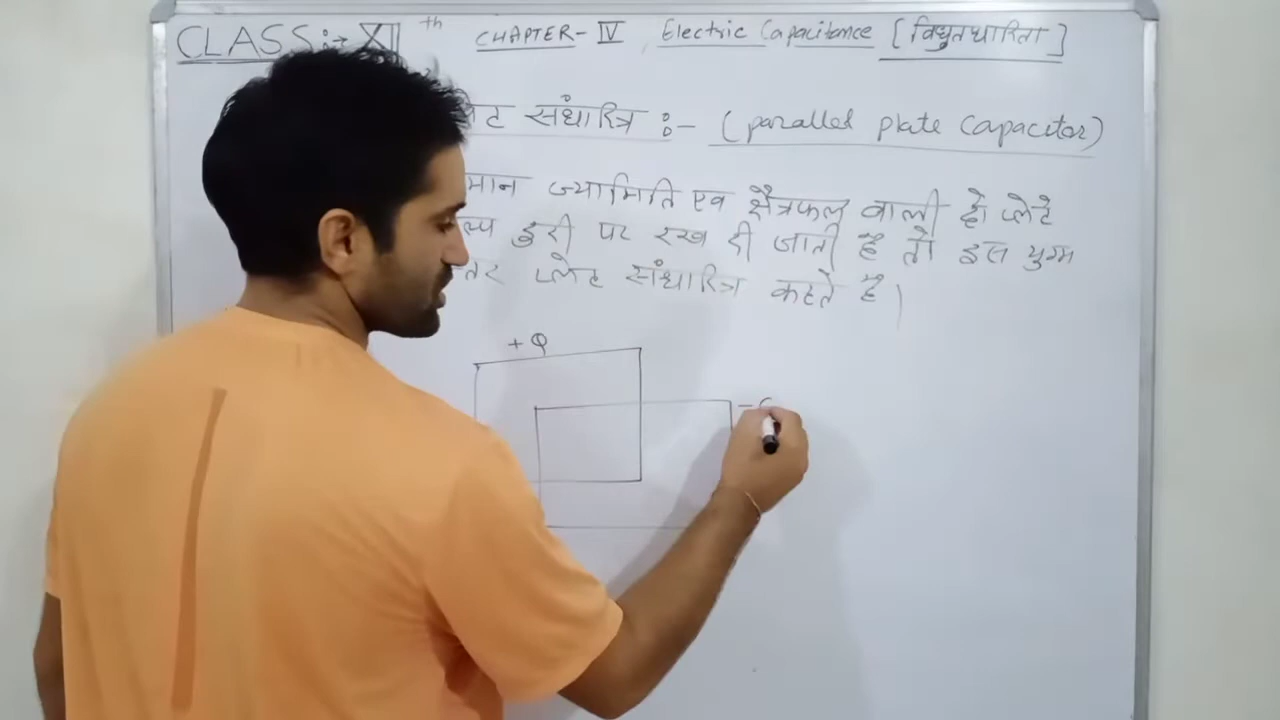 CLASS:→ XII th CHAPTER- IV Electric Capacitance [विधुतधारिता]
संधारित्र :- (parallel plate capacitor)
मान ज्यामिति एव क्षैत्रफल वाली दो प्लेटे
दुरी पर रख दी जाती है तो इस युग्म
प्लेट संधारित्र कहते है।
+Q